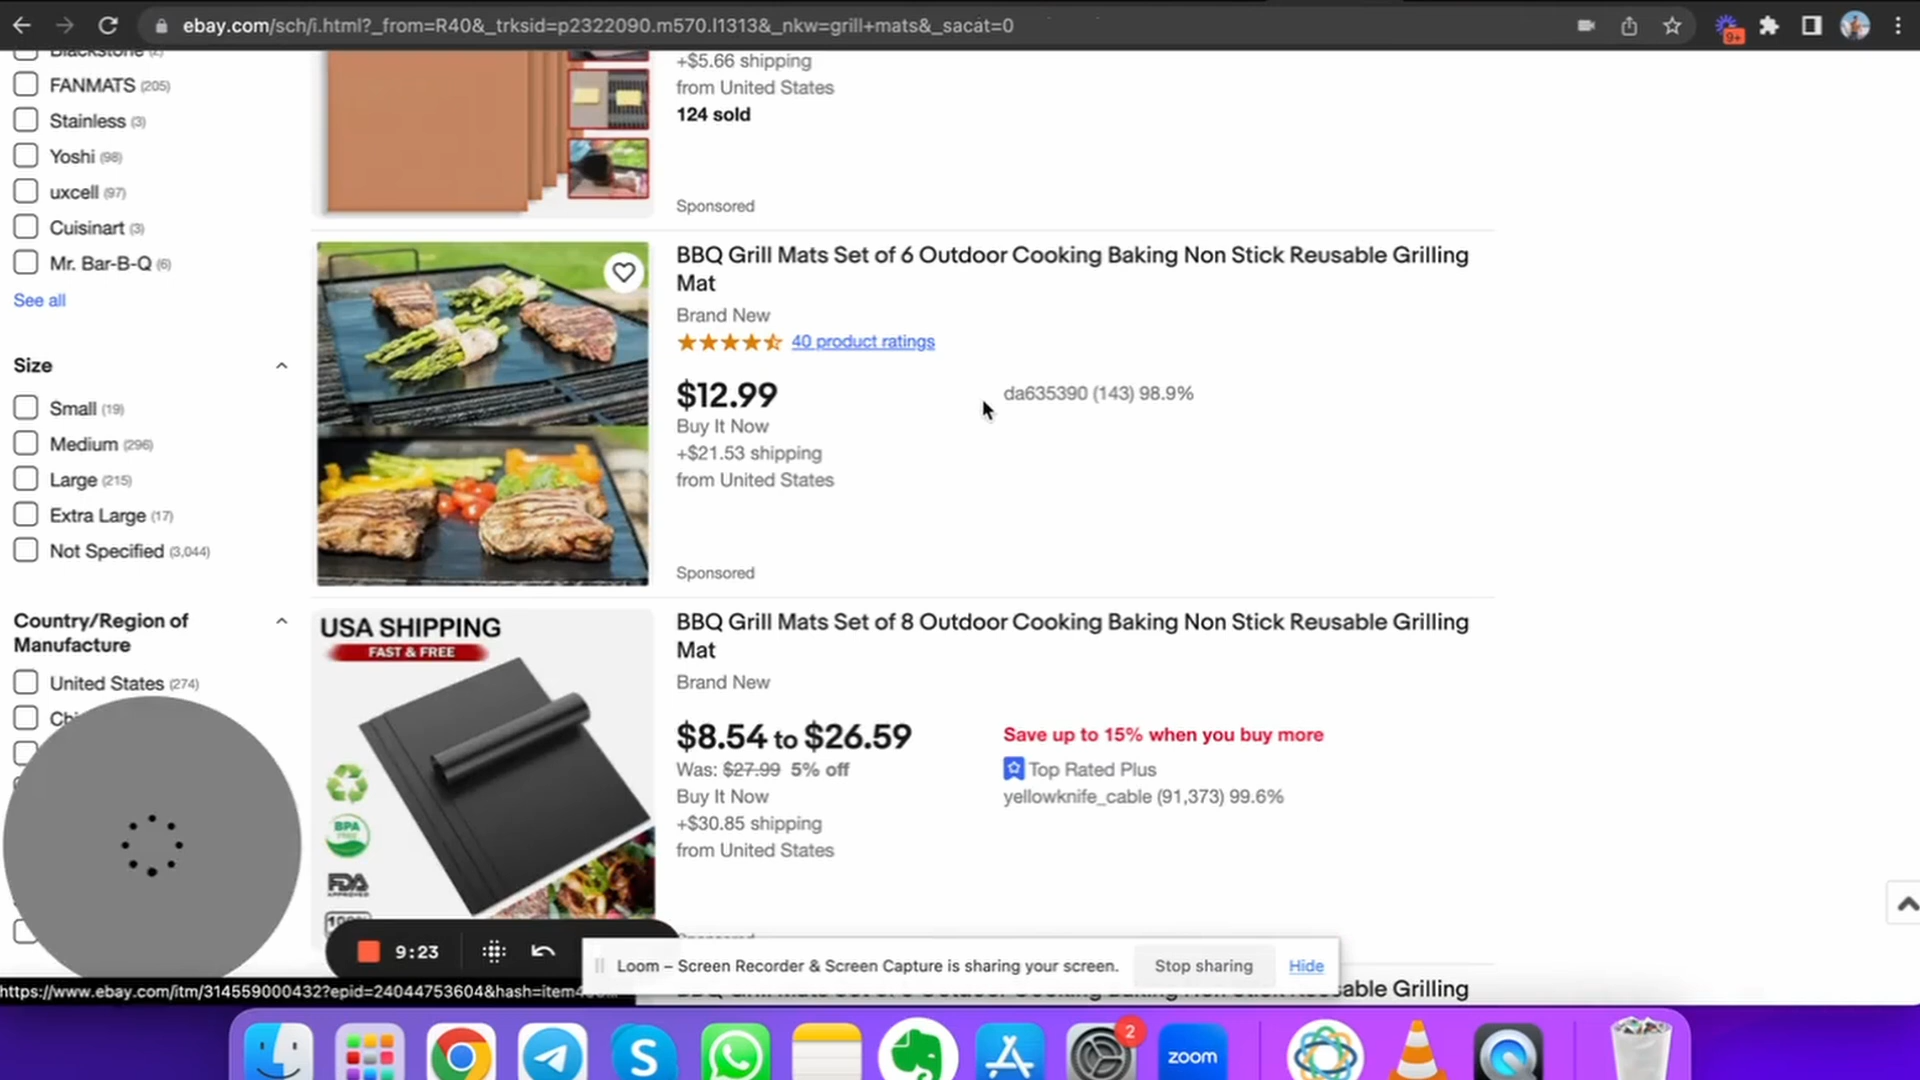 ebay.com/sch/i.html?_from=R40&_trksid=p2322090.m570.l1313&_nkw=grill+mats&_sacat=0
9+
Blackstone (2)
FANMATS (205)
Stainless (3)
Yoshi (98)
uxcell (97)
Cuisinart (3)
Mr. Bar-B-Q (6)
See all
Size
Small (19)
Medium (296)
Large (215)
Extra Large (17)
Not Specified (3,044)
Country/Region of
Manufacture
United States (274)
+$5.66 shipping
from United States
124 sold
Sponsored
BBQ Grill Mats Set of 6 Outdoor Cooking Baking Non Stick Reusable Grilling
Mat
Brand New
40 product ratings
$12.99
Buy It Now
+$21.53 shipping
from United States
da635390 (143) 98.9%
Sponsored
USA SHIPPING
FAST & FREE
BPA
FREE
FDA
APPROVED
BBQ Grill Mats Set of 8 Outdoor Cooking Baking Non Stick Reusable Grilling
Mat
Brand New
$8.54 to $26.59
Was: $27.99 5% off
Buy It Now
+$30.85 shipping
from United States
Save up to 15% when you buy more
Top Rated Plus
yellowknife_cable (91,373) 99.6%
9:23
Loom – Screen Recorder & Screen Capture is sharing your screen.
Stop sharing
Hide
https://www.ebay.com/itm/314559000432?epid=24044753604&hash=item4
2
zoom